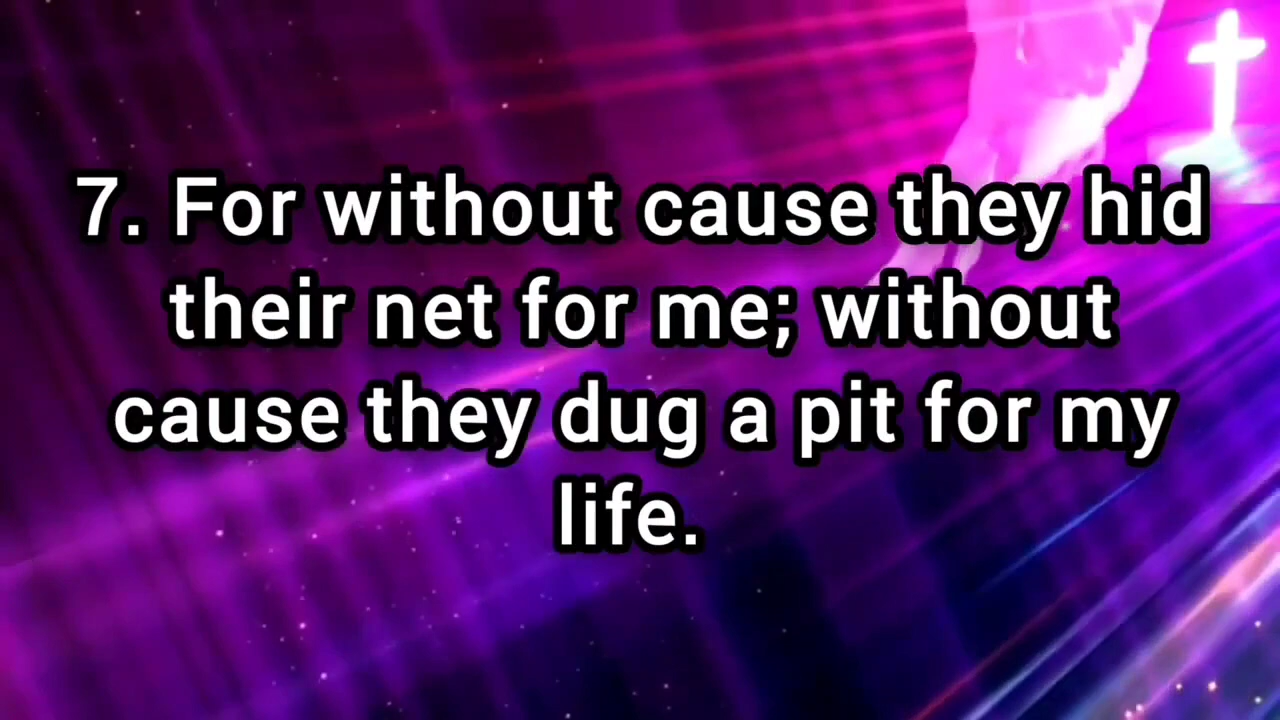 7. For without cause they hid
their net for me; without
cause they dug a pit for my
life.